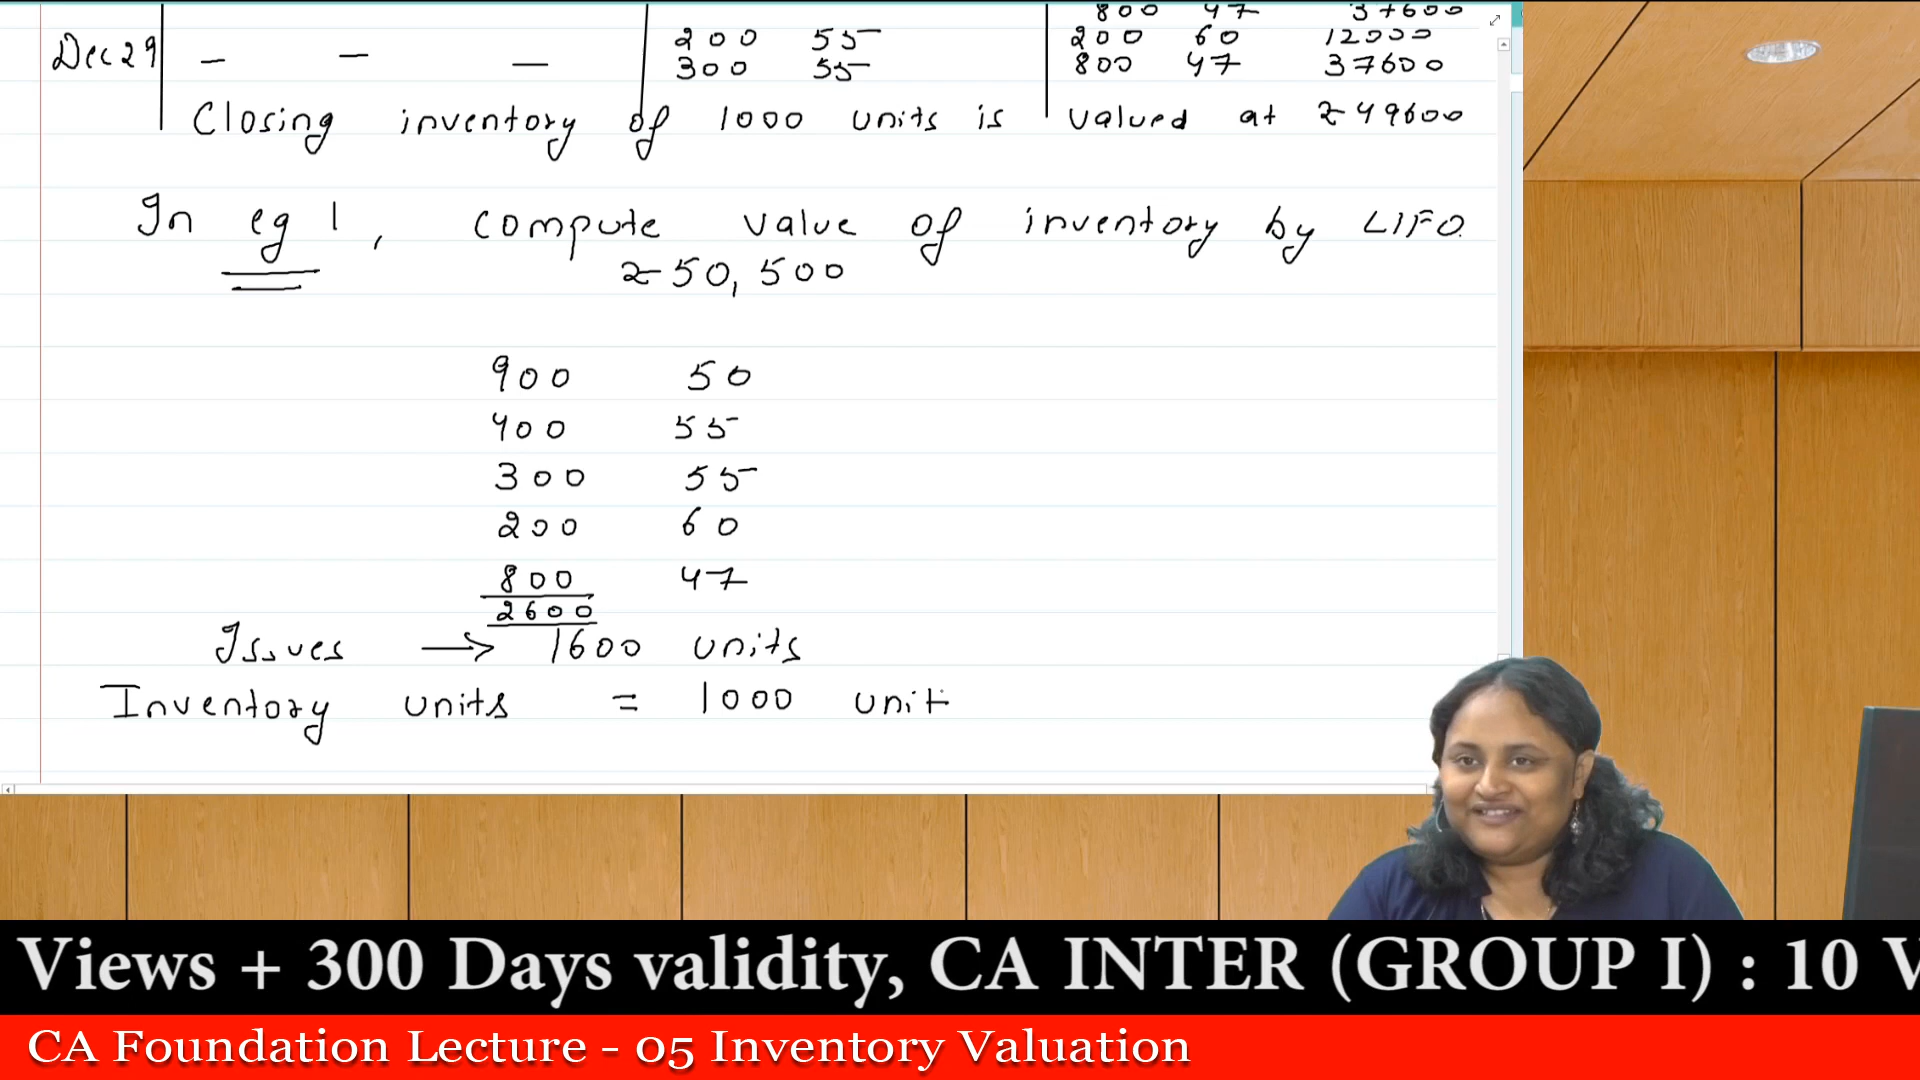 800 47 37600
Dec 29 — — — 200 55 200 60 12000
300 55 800 47 37600
Closing inventory of 1000 units is valued at ₹ 49600
In eg 1, compute value of inventory by LIFO.
₹ 50,500
900 50
400 55
300 55
200 60
800 47
2600
Issues → 1600 units
Inventory units = 1000 unit
Views + 300 Days validity, CA INTER (GROUP I) : 10 V
CA Foundation Lecture - 05 Inventory Valuation